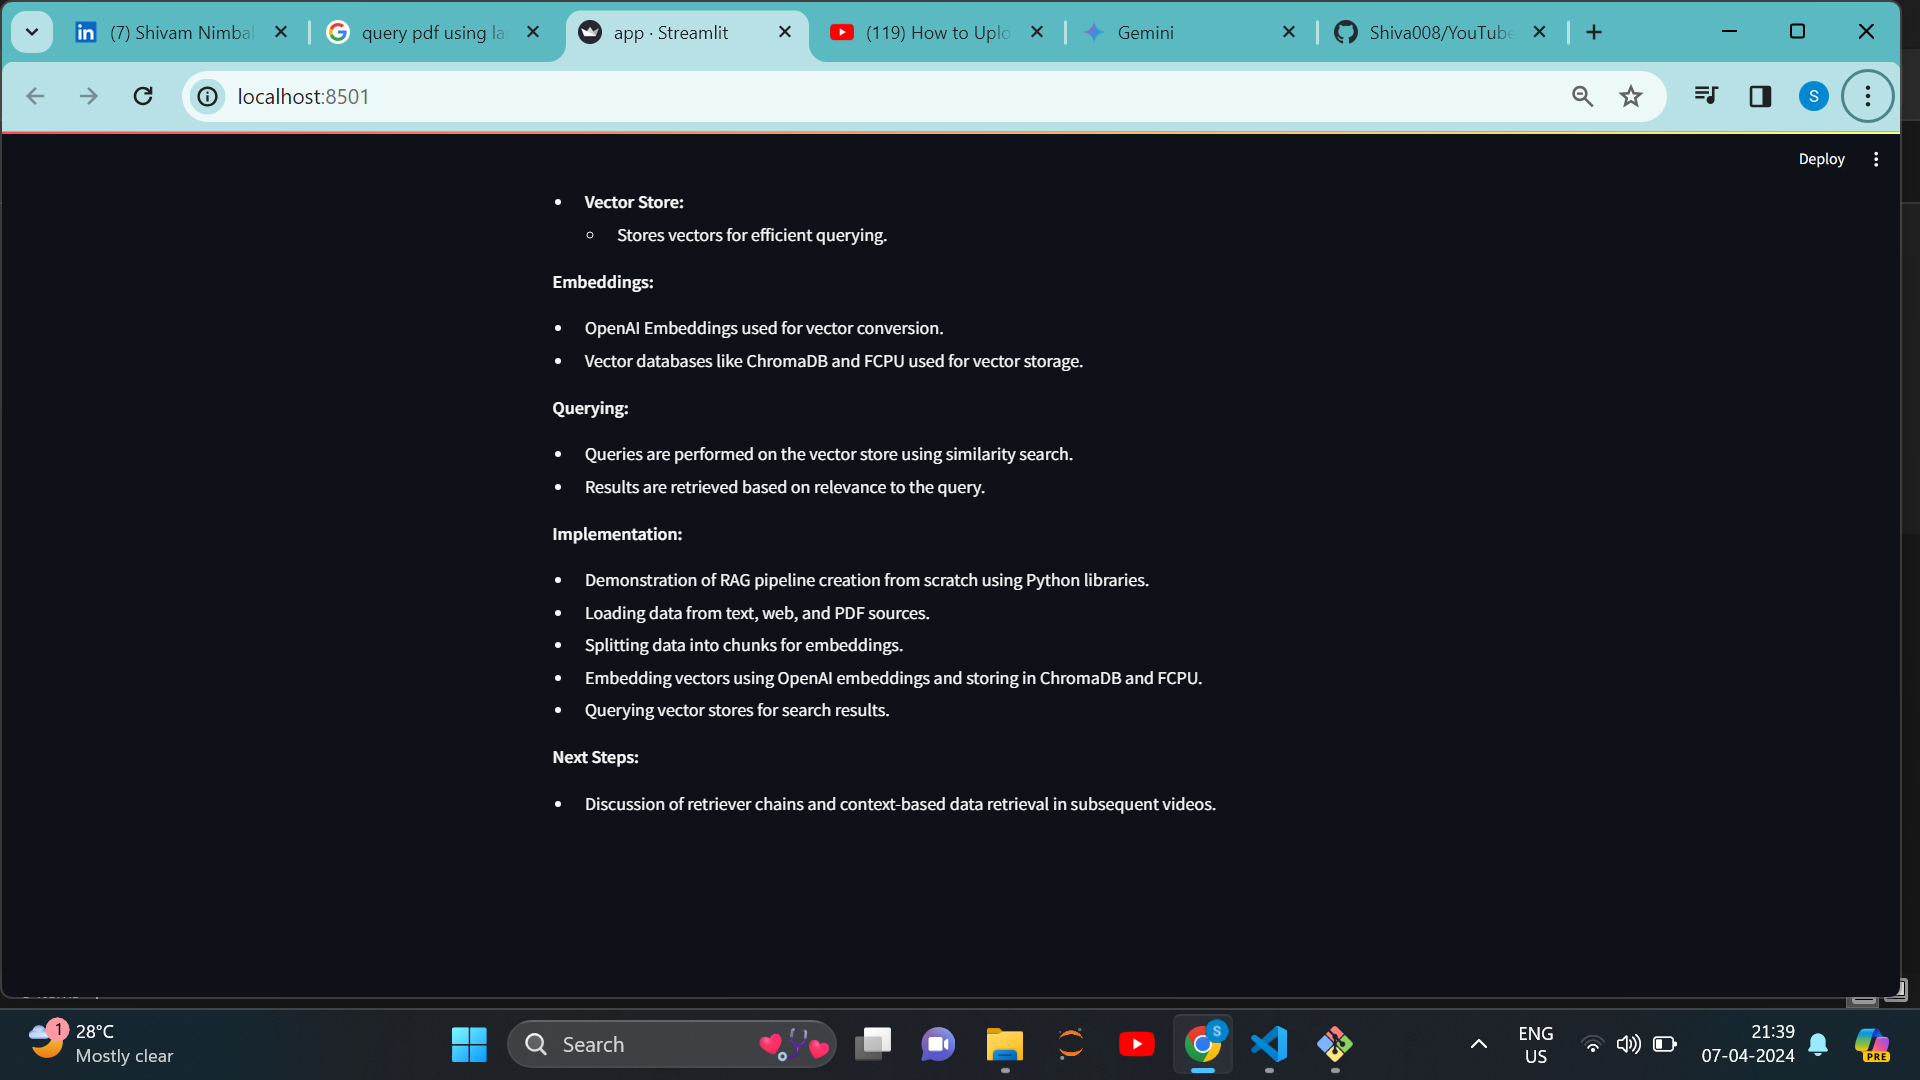 (7) Shivam Nimbal
query pdf using la
app · Streamlit
(119) How to Uplo
Gemini
Shiva008/YouTube
localhost:8501
S
Deploy
Vector Store:
Stores vectors for efficient querying.
Embeddings:
OpenAI Embeddings used for vector conversion.
Vector databases like ChromaDB and FCPU used for vector storage.
Querying:
Queries are performed on the vector store using similarity search.
Results are retrieved based on relevance to the query.
Implementation:
Demonstration of RAG pipeline creation from scratch using Python libraries.
Loading data from text, web, and PDF sources.
Splitting data into chunks for embeddings.
Embedding vectors using OpenAI embeddings and storing in ChromaDB and FCPU.
Querying vector stores for search results.
Next Steps:
Discussion of retriever chains and context-based data retrieval in subsequent videos.
1
28°C
Mostly clear
Search
S
ENG
US
21:39
07-04-2024
PRE